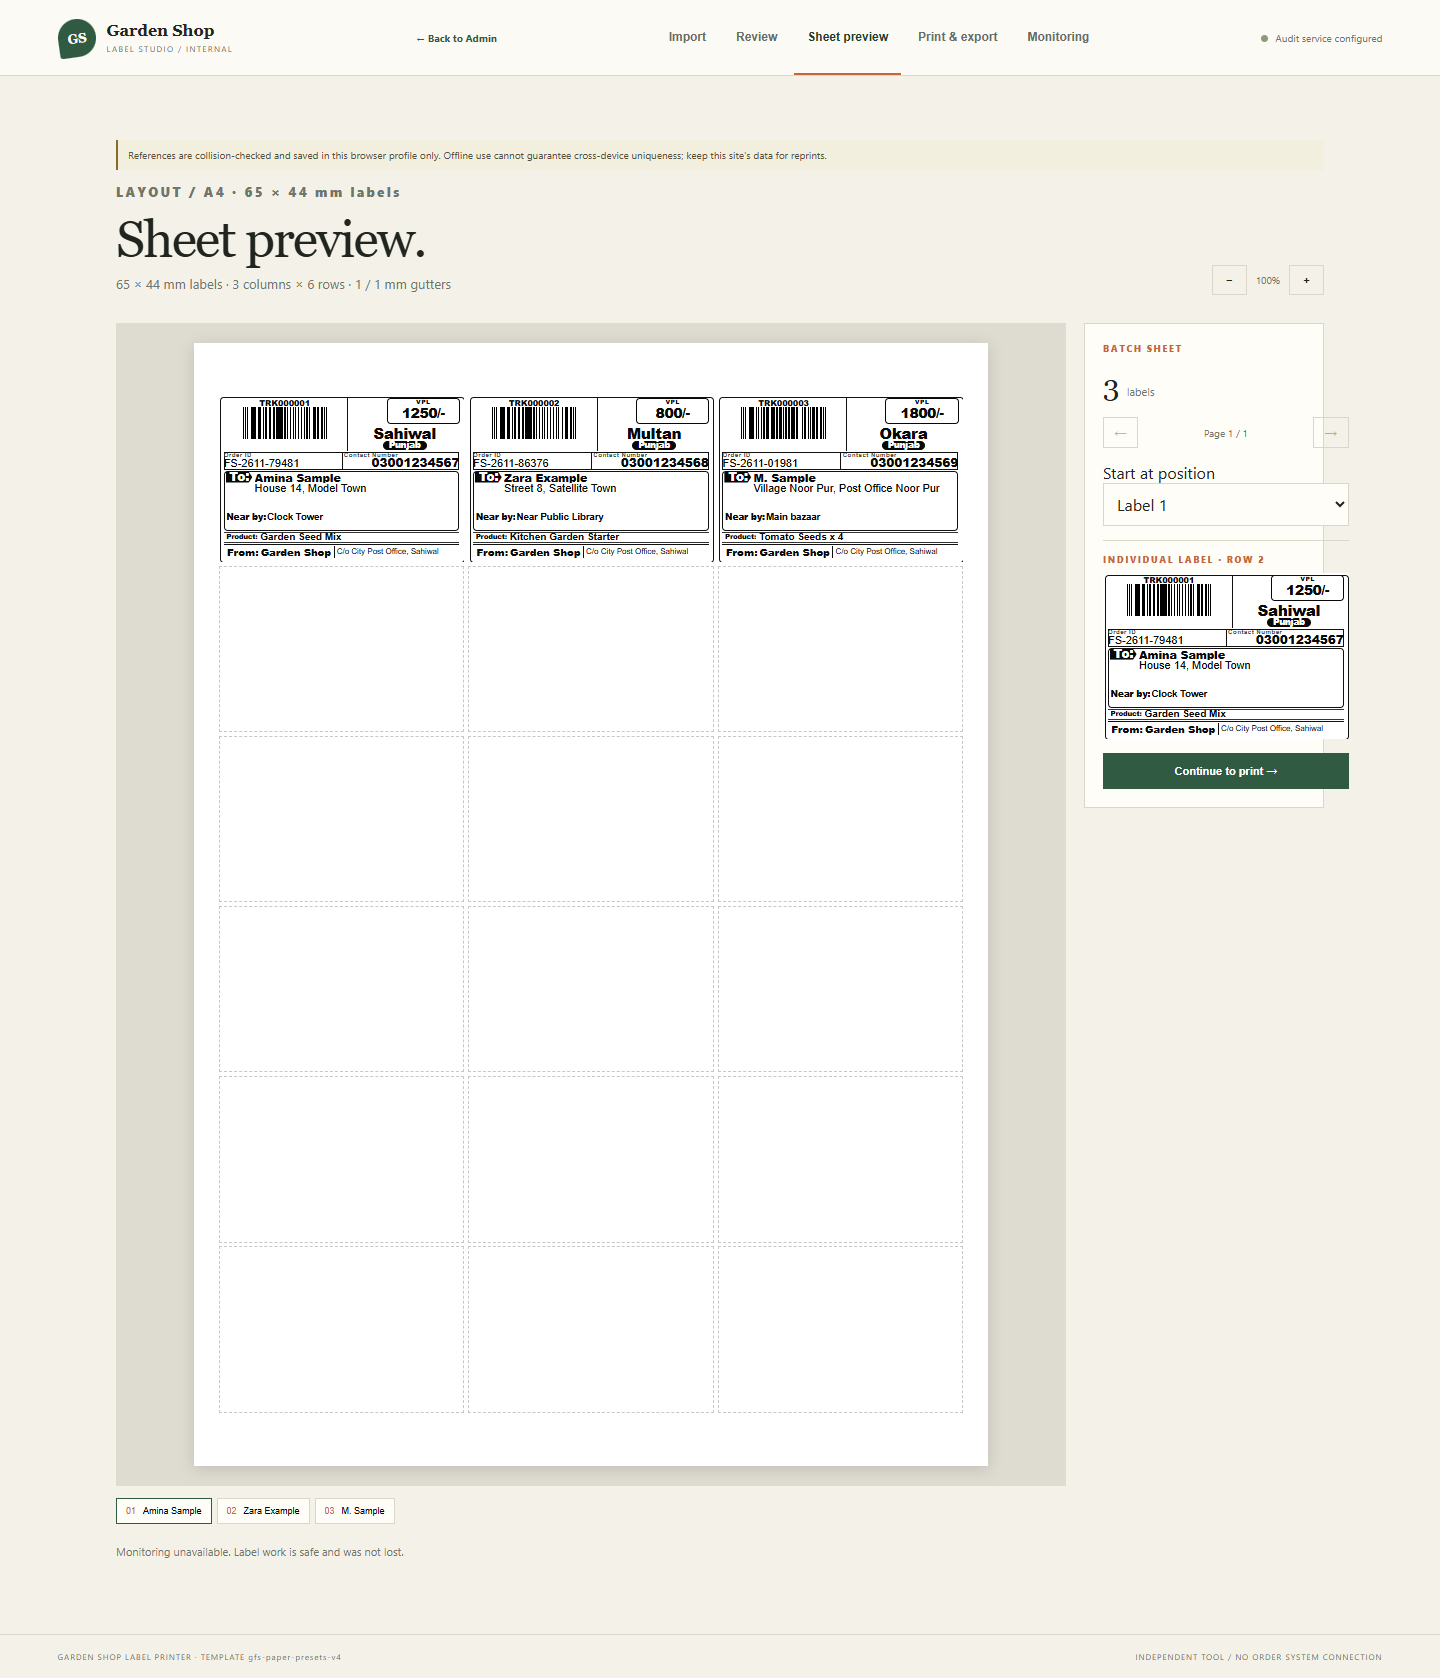 GS
Garden Shop
LABEL STUDIO / INTERNAL
← Back to Admin
Import
Review
Sheet preview
Print & export
Monitoring
Audit service configured
References are collision-checked and saved in this browser profile only. Offline use cannot guarantee cross-device uniqueness; keep this site's data for reprints.
LAYOUT / A4 · 65 × 44 mm labels
Sheet preview.
65 × 44 mm labels · 3 columns × 6 rows · 1 / 1 mm gutters
− 100% +
TRK000001
VPL
1250/-
Sahiwal
Punjab
Order ID
FS-2611-79481
Contact Number
03001234567
To: Amina Sample
House 14, Model Town
Near by: Clock Tower
Product: Garden Seed Mix
From: Garden Shop C/o City Post Office, Sahiwal
TRK000002
VPL
800/-
Multan
Punjab
Order ID
FS-2611-86376
Contact Number
03001234568
To: Zara Example
Street 8, Satellite Town
Near by: Near Public Library
Product: Kitchen Garden Starter
From: Garden Shop C/o City Post Office, Sahiwal
TRK000003
VPL
1800/-
Okara
Punjab
Order ID
FS-2611-01981
Contact Number
03001234569
To: M. Sample
Village Noor Pur, Post Office Noor Pur
Near by: Main bazaar
Product: Tomato Seeds x 4
From: Garden Shop C/o City Post Office, Sahiwal
BATCH SHEET
3 labels
← Page 1 / 1 →
Start at position
Label 1
INDIVIDUAL LABEL · ROW 2
TRK000001
VPL
1250/-
Sahiwal
Punjab
Order ID
FS-2611-79481
Contact Number
03001234567
To: Amina Sample
House 14, Model Town
Near by: Clock Tower
Product: Garden Seed Mix
From: Garden Shop C/o City Post Office, Sahiwal
Continue to print →
01 Amina Sample
02 Zara Example
03 M. Sample
Monitoring unavailable. Label work is safe and was not lost.
GARDEN SHOP LABEL PRINTER · TEMPLATE gfs-paper-presets-v4
INDEPENDENT TOOL / NO ORDER SYSTEM CONNECTION